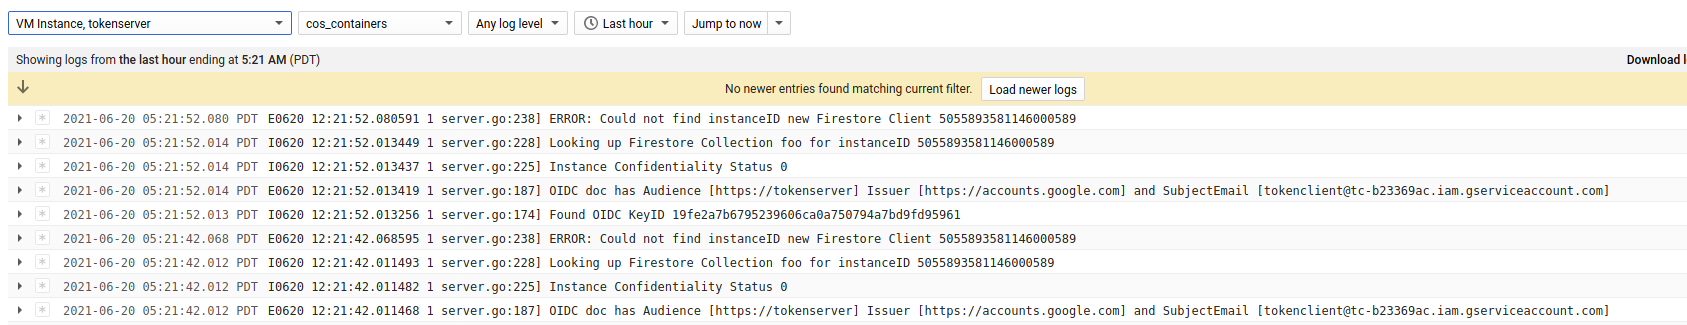 VM Instance, tokenserver cos_containers Any log level Last hour Jump to now
Showing logs from the last hour ending at 5:21 AM (PDT) Download l
No newer entries found matching current filter. Load newer logs
2021-06-20 05:21:52.080 PDT E0620 12:21:52.080591 1 server.go:238] ERROR: Could not find instanceID new Firestore Client 5055893581146000589
2021-06-20 05:21:52.014 PDT I0620 12:21:52.013449 1 server.go:228] Looking up Firestore Collection foo for instanceID 5055893581146000589
2021-06-20 05:21:52.014 PDT I0620 12:21:52.013437 1 server.go:225] Instance Confidentiality Status 0
2021-06-20 05:21:52.014 PDT E0620 12:21:52.013419 1 server.go:187] OIDC doc has Audience [https://tokenserver] Issuer [https://accounts.google.com] and SubjectEmail [tokenclient@tc-b23369ac.iam.gserviceaccount.com]
2021-06-20 05:21:52.013 PDT I0620 12:21:52.013256 1 server.go:174] Found OIDC KeyID 19fe2a7b6795239606ca0a750794a7bd9fd95961
2021-06-20 05:21:42.068 PDT E0620 12:21:42.068595 1 server.go:238] ERROR: Could not find instanceID new Firestore Client 5055893581146000589
2021-06-20 05:21:42.012 PDT I0620 12:21:42.011493 1 server.go:228] Looking up Firestore Collection foo for instanceID 5055893581146000589
2021-06-20 05:21:42.012 PDT I0620 12:21:42.011482 1 server.go:225] Instance Confidentiality Status 0
2021-06-20 05:21:42.012 PDT E0620 12:21:42.011468 1 server.go:187] OIDC doc has Audience [https://tokenserver] Issuer [https://accounts.google.com] and SubjectEmail [tokenclient@tc-b23369ac.iam.gserviceaccount.com]